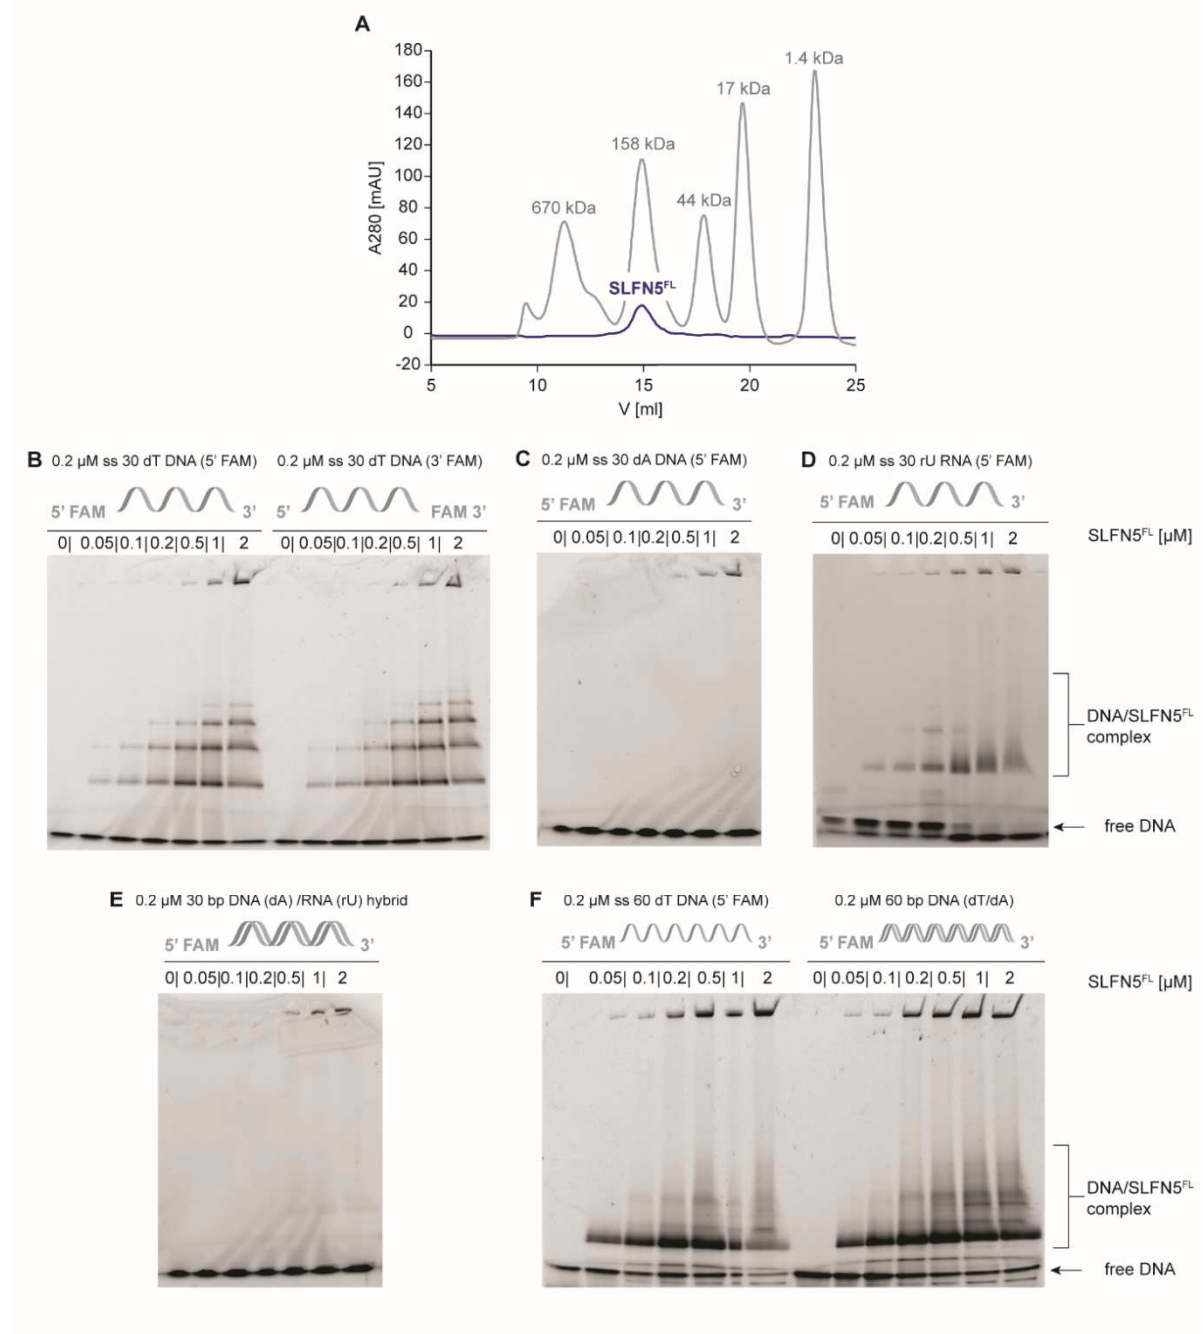 A
180
160
140
120
100
80
60
40
20
0
-20
A280 [mAU]
670 kDa
158 kDa
44 kDa
17 kDa
1.4 kDa
SLFN5FL
5 10 15 20 25
V [ml]
B 0.2 µM ss 30 dT DNA (5' FAM) 0.2 µM ss 30 dT DNA (3' FAM)
5' FAM 3' 5' FAM 3'
0| 0.05|0.1|0.2|0.5|1| 2 0| 0.05|0.1|0.2|0.5| 1| 2
C 0.2 µM ss 30 dA DNA (5' FAM)
5' FAM 3'
0| 0.05| 0.1| 0.2| 0.5| 1| 2
D 0.2 µM ss 30 rU RNA (5' FAM)
5' FAM 3'
0| 0.05| 0.1|0.2|0.5|1| 2
SLFN5FL [µM]
DNA/SLFN5FL
complex
free DNA
E 0.2 µM 30 bp DNA (dA) /RNA (rU) hybrid
5' FAM 3'
0| 0.05|0.1|0.2|0.5| 1| 2
F 0.2 µM ss 60 dT DNA (5' FAM) 0.2 µM 60 bp DNA (dT/dA)
5' FAM 3' 5' FAM 3'
0| 0.05| 0.1| 0.2| 0.5| 1| 2 0| 0.05| 0.1| 0.2| 0.5| 1| 2
SLFN5FL [µM]
DNA/SLFN5FL
complex
free DNA